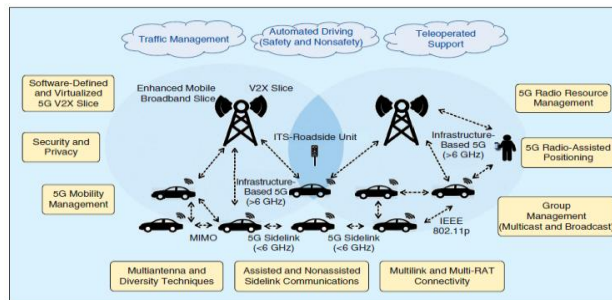 Traffic Management
Automated Driving
(Safety and Nonsafety)
Teleoperated
Support
Software-Defined
and Virtualized
5G V2X Slice
Enhanced Mobile
Broadband Slice
V2X Slice
5G Radio Resource
Management
Security and
Privacy
ITS-Roadside Unit
Infrastructure-
Based 5G
(>6 GHz)
5G Radio-Assisted
Positioning
5G Mobility
Management
Infrastructure-
Based 5G
(>6 GHz)
Group
Management
(Multicast and Broadcast)
MIMO
5G Sidelink
(<6 GHz)
5G Sidelink
(<6 GHz)
IEEE
802.11p
Multiantenna and
Diversity Techniques
Assisted and Nonassisted
Sidelink Communications
Multilink and Multi-RAT
Connectivity